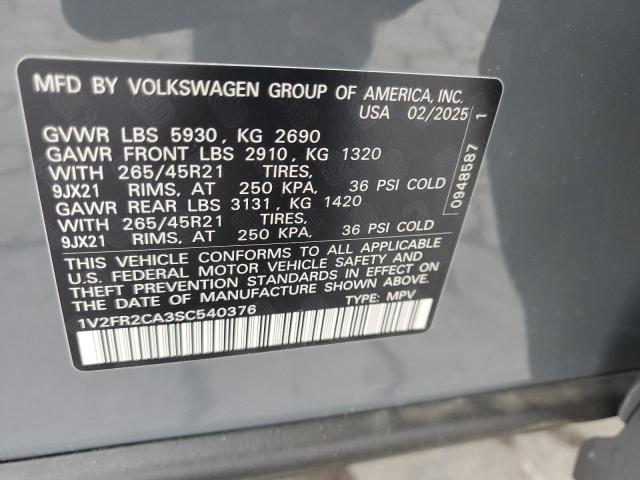 MFD BY VOLKSWAGEN GROUP OF AMERICA, INC.
USA 02/2025
GVWR LBS 5930, KG 2690
GAWR FRONT LBS 2910, KG 1320
WITH 265/45R21 TIRES,
9JX21 RIMS, AT 250 KPA, 36 PSI COLD
GAWR REAR LBS 3131, KG 1420
WITH 265/45R21 TIRES,
9JX21 RIMS, AT 250 KPA, 36 PSI COLD
THIS VEHICLE CONFORMS TO ALL APPLICABLE
U.S. FEDERAL MOTOR VEHICLE SAFETY AND
THEFT PREVENTION STANDARDS IN EFFECT ON
THE DATE OF MANUFACTURE SHOWN ABOVE.
1V2FR2CA3SC540376 TYPE: MPV
0948587 1